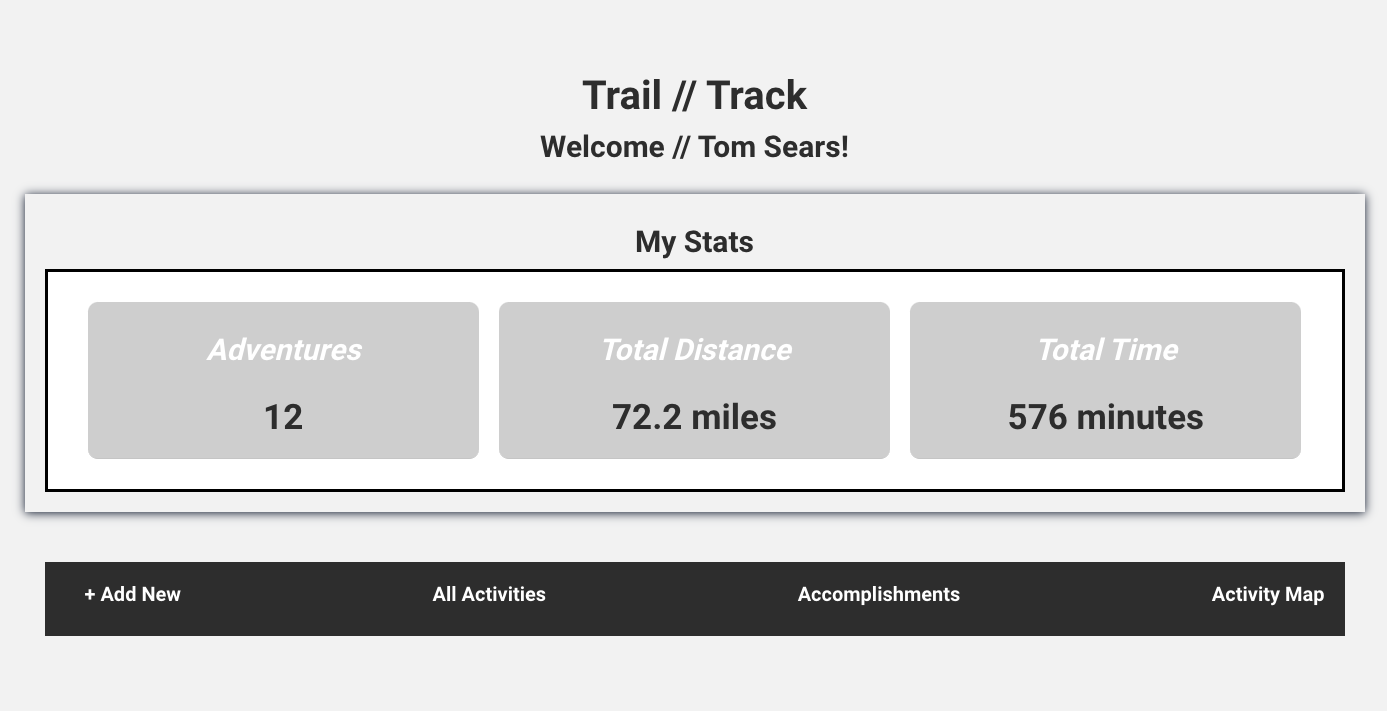 Trail // Track
Welcome // Tom Sears!
My Stats
Adventures
Total Distance
Total Time
12
72.2 miles
576 minutes
+ Add New
All Activities
Accomplishments
Activity Map